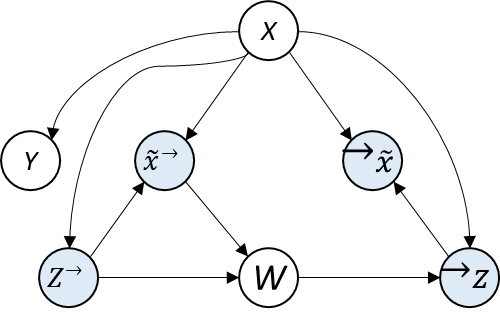 X
Y
x̃→
→x̃
Z→
W
→z